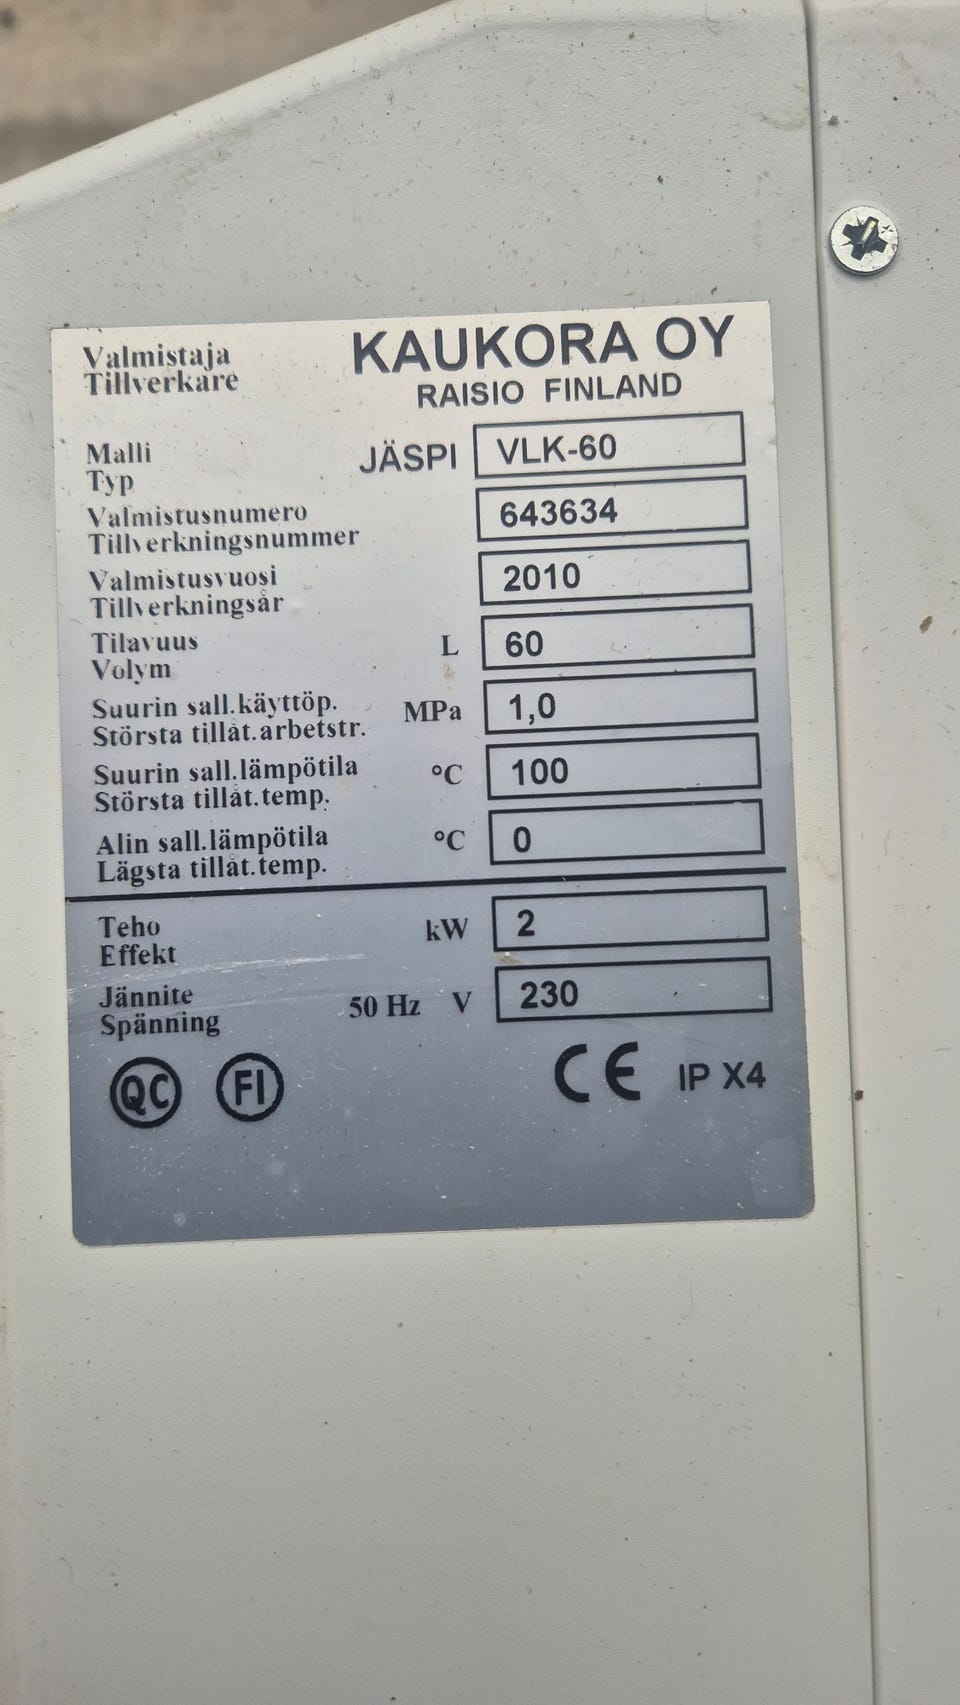 Valmistaja KAUKORA OY
Tillverkare RAISIO FINLAND
Malli JÄSPI VLK-60
Typ
Valmistusnumero 643634
Tillverkningsnummer
Valmistusvuosi 2010
Tillverkningsår
Tilavuus L 60
Volym
Suurin sall.käyttöp. MPa 1,0
Största tillåt.arbetstr.
Suurin sall.lämpötila °C 100
Största tillåt.temp.
Alin sall.lämpötila °C 0
Lägsta tillåt.temp.
Teho kW 2
Effekt
Jännite 50 Hz V 230
Spänning
QC FI CE IP X4